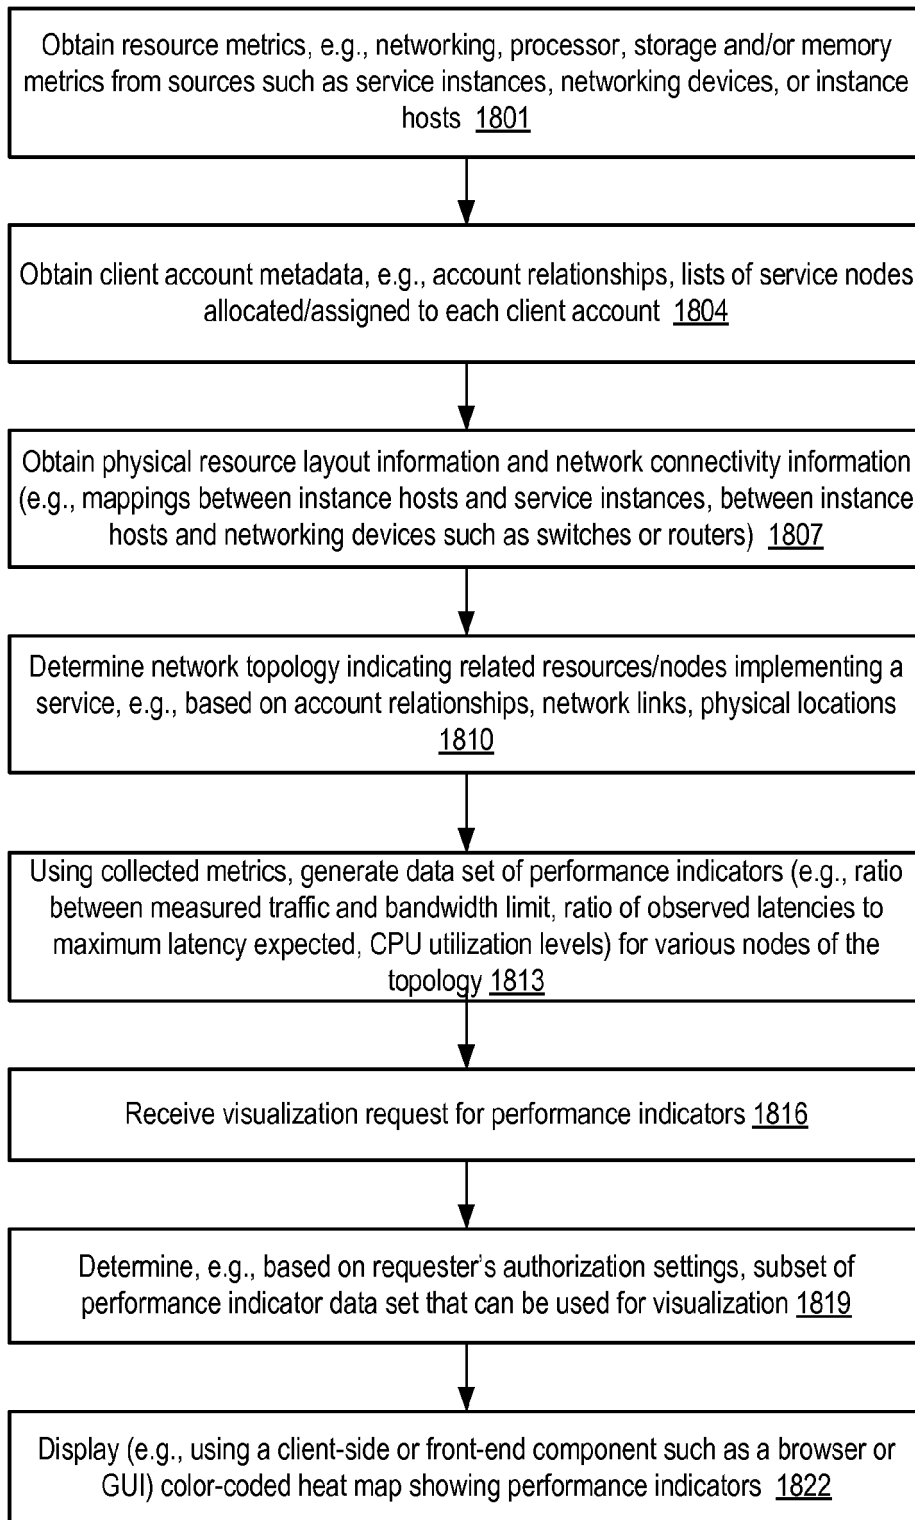 Obtain resource metrics, e.g., networking, processor, storage and/or memory
metrics from sources such as service instances, networking devices, or instance
hosts 1801
Obtain client account metadata, e.g., account relationships, lists of service nodes
allocated/assigned to each client account 1804
Obtain physical resource layout information and network connectivity information
(e.g., mappings between instance hosts and service instances, between instance
hosts and networking devices such as switches or routers) 1807
Determine network topology indicating related resources/nodes implementing a
service, e.g., based on account relationships, network links, physical locations
1810
Using collected metrics, generate data set of performance indicators (e.g., ratio
between measured traffic and bandwidth limit, ratio of observed latencies to
maximum latency expected, CPU utilization levels) for various nodes of the
topology 1813
Receive visualization request for performance indicators 1816
Determine, e.g., based on requester's authorization settings, subset of
performance indicator data set that can be used for visualization 1819
Display (e.g., using a client-side or front-end component such as a browser or
GUI) color-coded heat map showing performance indicators 1822